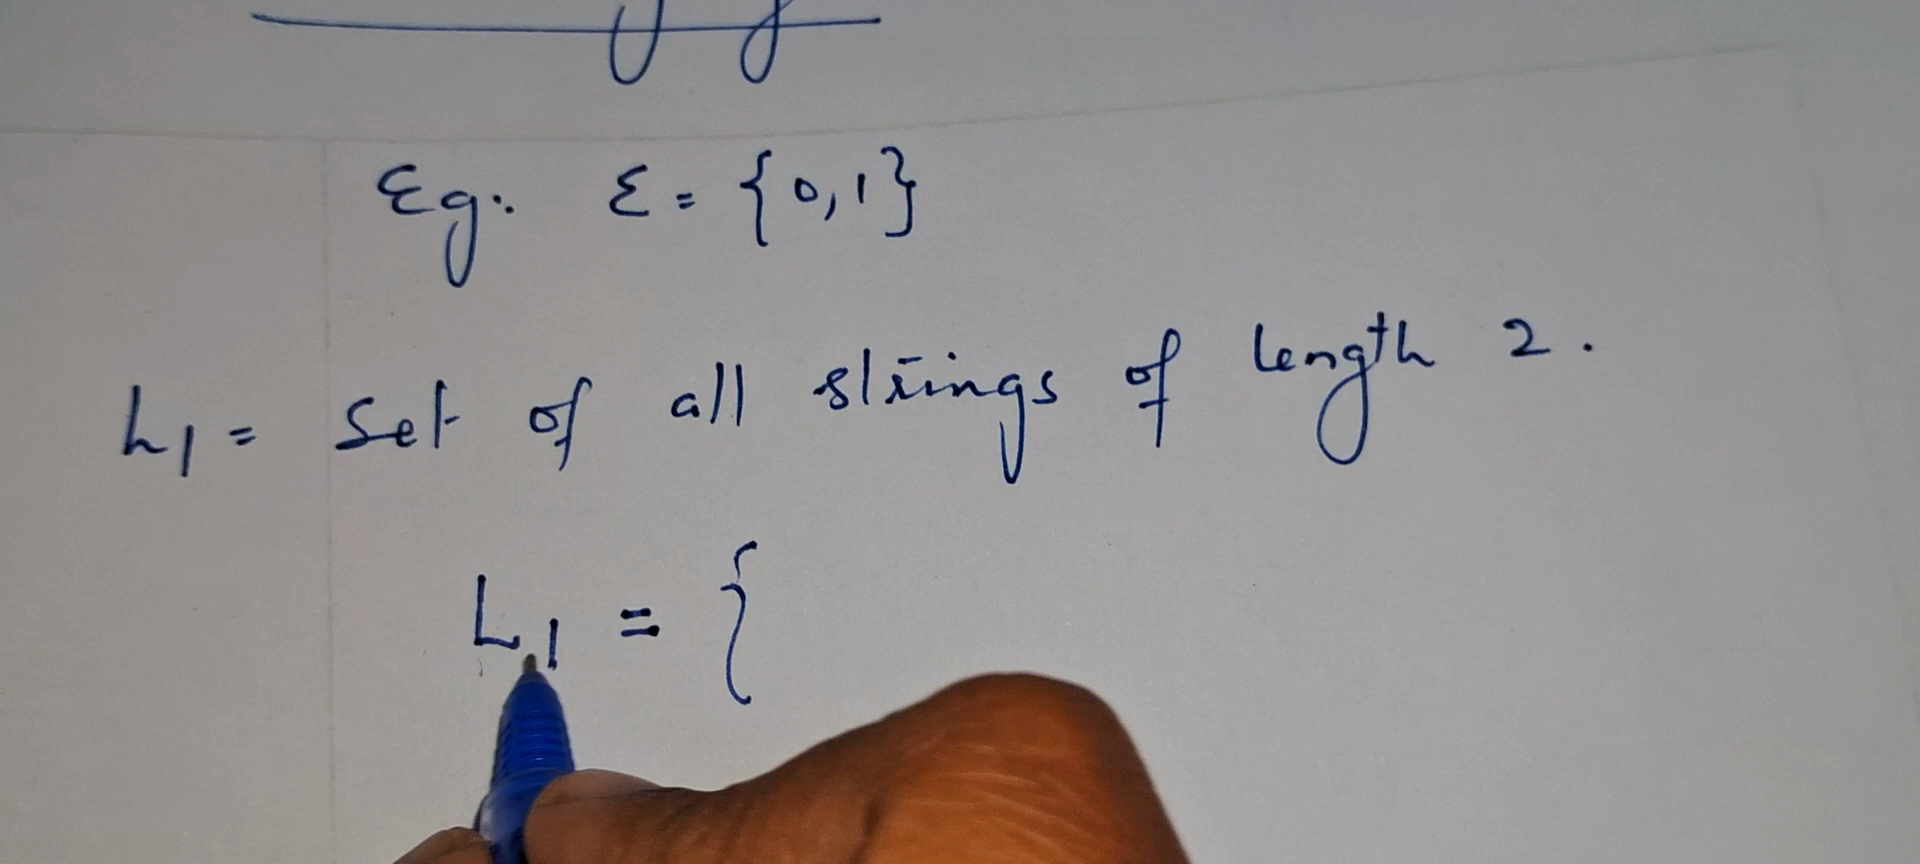 Eg:. Σ = {0,1}
L1 = Set of all strings of length 2.
L1 = {